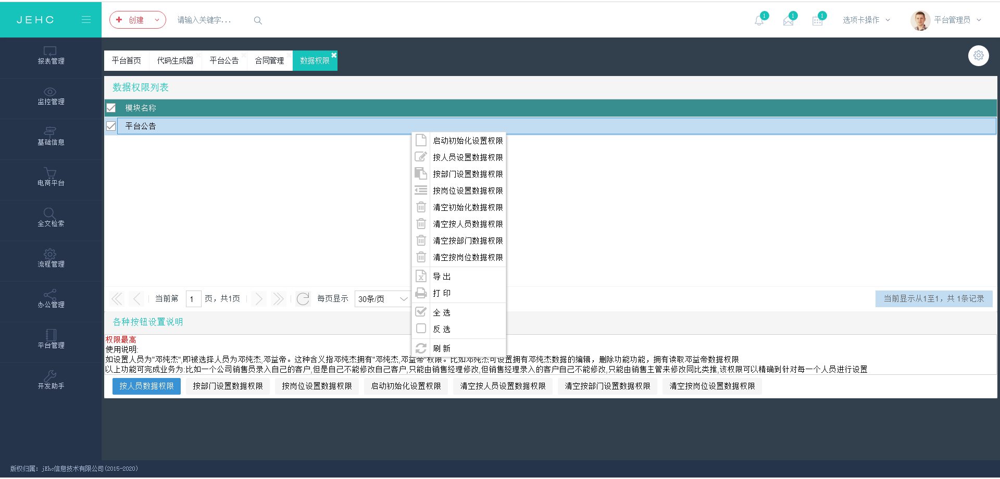 JEHC
创建
请输入关键字...
1
1
1
选项卡操作
平台管理员
报表管理
监控管理
基础信息
电商平台
全文检索
流程管理
办公管理
平台管理
开发助手
平台首页
代码生成器
平台公告
合同管理
数据权限
数据权限列表
模块名称
平台公告
启动初始化设置权限
按人员设置数据权限
按部门设置数据权限
按岗位设置数据权限
清空初始化数据权限
清空按人员数据权限
清空按部门数据权限
清空按岗位数据权限
导 出
打 印
全 选
反 选
刷 新
当前第 1 页，共1页 每页显示 30条/页
当前显示从1至1，共 1条记录
各种按钮设置说明
权限最高
使用说明:
如设置人员为"邓纯杰",即被选择人员为邓纯杰,邓益帝。这种含义指邓纯杰拥有"邓纯杰,邓益帝"权限。比如邓纯杰可设置拥有邓纯杰数据的编辑，删除功能功能，拥有读取邓益帝数据权限
以上功能可完成业务为:比如一个公司销售员录入自己的客户,但是自己不能修改自己客户,只能由销售经理修改,但销售经理录入的客户自己不能修改,只能由销售主管来修改同比类推,该权限可以精确到针对每一个人员进行设置
按人员数据权限
按部门设置数据权限
按岗位设置数据权限
启动初始化设置权限
清空按人员设置数据权限
清空按部门设置数据权限
清空按岗位设置数据权限
版权归属: jEhc信息技术有限公司(2015-2020)